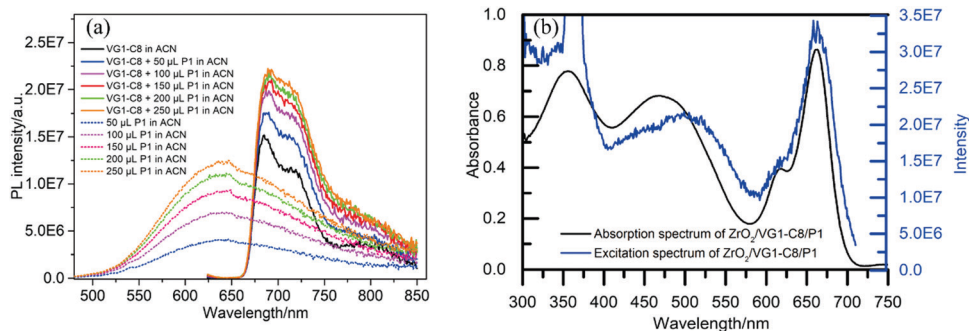 (a)
2.5E7
2.0E7
1.5E7
1.0E7
5.0E6
0.0
PL intensity/a.u.
VG1-C8 in ACN
VG1-C8 + 50 μL P1 in ACN
VG1-C8 + 100 μL P1 in ACN
VG1-C8 + 150 μL P1 in ACN
VG1-C8 + 200 μL P1 in ACN
VG1-C8 + 250 μL P1 in ACN
50 μL P1 in ACN
100 μL P1 in ACN
150 μL P1 in ACN
200 μL P1 in ACN
250 μL P1 in ACN
500 550 600 650 700 750 800 850
Wavelength/nm
(b)
1.0
0.8
0.6
0.4
0.2
0.0
Absorbance
3.5E7
3.0E7
2.5E7
2.0E7
1.5E7
1.0E7
5.0E6
0.0
Intensity
Absorption spectrum of ZrO₂/VG1-C8/P1
Excitation spectrum of ZrO₂/VG1-C8/P1
300 400 500 600 700 750
Wavelength/nm